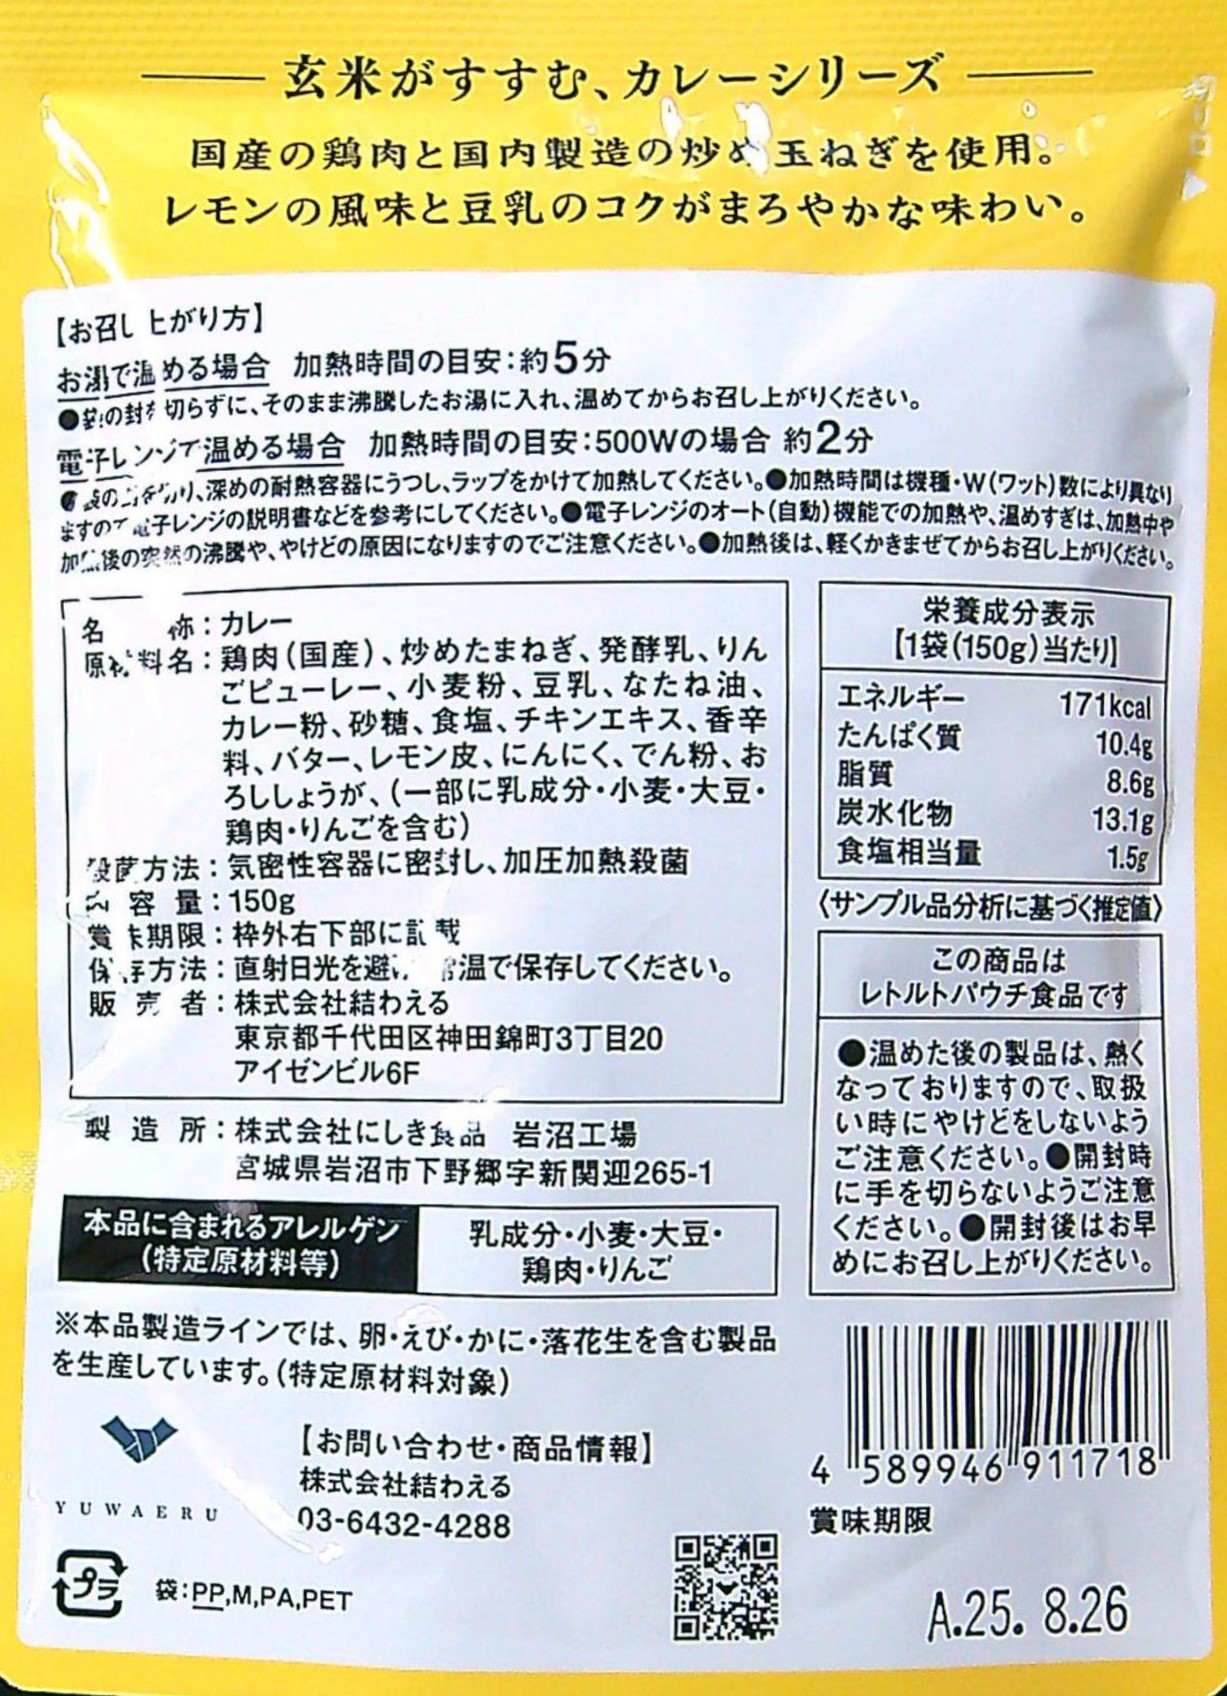 玄米がすすむ、カレーシリーズ
国産の鶏肉と国内製造の炒め玉ねぎを使用。
レモンの風味と豆乳のコクがまろやかな味わい。
【お召し上がり方】
お湯で温める場合 加熱時間の目安:約5分
●袋の封を切らずに、そのまま沸騰したお湯に入れ、温めてからお召し上がりください。
電子レンジで温める場合 加熱時間の目安:500Wの場合 約2分
●袋の口を切り、深めの耐熱容器にうつし、ラップをかけて加熱してください。●加熱時間は機種・W(ワット)数により異なり
ますので電子レンジの説明書などを参考にしてください。●電子レンジのオート(自動)機能での加熱や、温めすぎは、加熱中や
加熱後の突然の沸騰や、やけどの原因になりますのでご注意ください。●加熱後は、軽くかきまぜてからお召し上がりください。
名 称:カレー
原材料名:鶏肉(国産)、炒めたまねぎ、発酵乳、りん
ごピューレー、小麦粉、豆乳、なたね油、
カレー粉、砂糖、食塩、チキンエキス、香辛
料、バター、レモン皮、にんにく、でん粉、お
ろししょうが、(一部に乳成分・小麦・大豆・
鶏肉・りんごを含む)
殺菌方法:気密性容器に密封し、加圧加熱殺菌
内容量:150g
賞味期限:枠外右下部に記載
保存方法:直射日光を避け常温で保存してください。
販売者:株式会社結わえる
東京都千代田区神田錦町3丁目20
アイゼンビル6F
製造所:株式会社にしき食品 岩沼工場
宮城県岩沼市下野郷字新関迎265-1
本品に含まれるアレルゲン
(特定原材料等)
乳成分・小麦・大豆・
鶏肉・りんご
※本品製造ラインでは、卵・えび・かに・落花生を含む製品
を生産しています。(特定原材料対象)
YUWAERU
【お問い合わせ・商品情報】
株式会社結わえる
03-6432-4288
プラ
袋:PP,M,PA,PET
栄養成分表示
【1袋(150g)当たり】
エネルギー 171kcal
たんぱく質 10.4g
脂質 8.6g
炭水化物 13.1g
食塩相当量 1.5g
〈サンプル品分析に基づく推定値〉
この商品は
レトルトパウチ食品です
●温めた後の製品は、熱く
なっておりますので、取扱
い時にやけどをしないよう
ご注意ください。●開封時
に手を切らないようご注意
ください。●開封後はお早
めにお召し上がりください。
4 589946 911718
賞味期限
A.25. 8.26